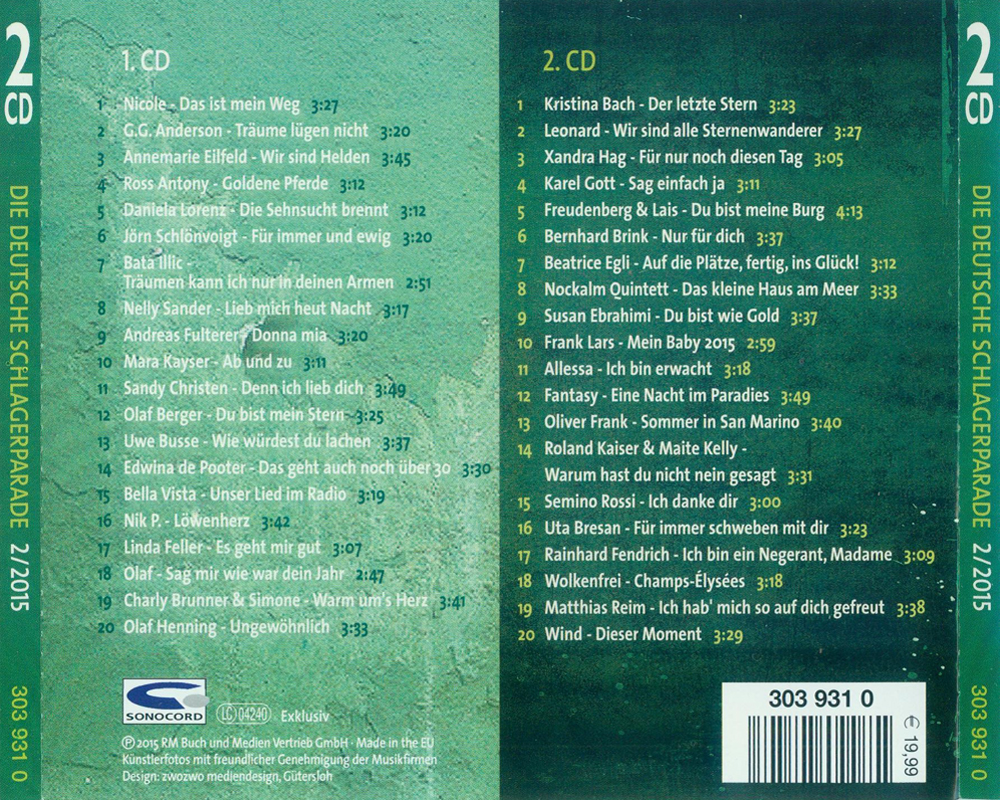 2
CD
DIE DEUTSCHE SCHLAGERPARADE 2/2015
303 931 0
1. CD
1 Nicole - Das ist mein Weg 3:27
2 G.G. Anderson - Träume lügen nicht 3:20
3 Annemarie Eilfeld - Wir sind Helden 3:45
4 Ross Antony - Goldene Pferde 3:12
5 Daniela Lorenz - Die Sehnsucht brennt 3:12
6 Jörn Schlönvoigt - Für immer und ewig 3:20
7 Bata Illic -
Träumen kann ich nur in deinen Armen 2:51
8 Nelly Sander - Lieb mich heut Nacht 3:17
9 Andreas Fulterer - Donna mia 3:20
10 Mara Kayser - Ab und zu 3:11
11 Sandy Christen - Denn ich lieb dich 3:49
12 Olaf Berger - Du bist mein Stern 3:25
13 Uwe Busse - Wie würdest du lachen 3:37
14 Edwina de Pooter - Das geht auch noch über 30 3:30
15 Bella Vista - Unser Lied im Radio 3:19
16 Nik P. - Löwenherz 3:42
17 Linda Feller - Es geht mir gut 3:07
18 Olaf - Sag mir wie war dein Jahr 2:47
19 Charly Brunner & Simone - Warm um's Herz 3:41
20 Olaf Henning - Ungewöhnlich 3:33
SONOCORD
LC 04240 Exklusiv
℗ 2015 RM Buch und Medien Vertrieb GmbH · Made in the EU
Künstlerfotos mit freundlicher Genehmigung der Musikfirmen
Design: zwozwo mediendesign, Gütersloh
2. CD
1 Kristina Bach - Der letzte Stern 3:23
2 Leonard - Wir sind alle Sternenwanderer 3:27
3 Xandra Hag - Für nur noch diesen Tag 3:05
4 Karel Gott - Sag einfach ja 3:11
5 Freudenberg & Lais - Du bist meine Burg 4:13
6 Bernhard Brink - Nur für dich 3:37
7 Beatrice Egli - Auf die Plätze, fertig, ins Glück! 3:12
8 Nockalm Quintett - Das kleine Haus am Meer 3:33
9 Susan Ebrahimi - Du bist wie Gold 3:37
10 Frank Lars - Mein Baby 2015 2:59
11 Allessa - Ich bin erwacht 3:18
12 Fantasy - Eine Nacht im Paradies 3:49
13 Oliver Frank - Sommer in San Marino 3:40
14 Roland Kaiser & Maite Kelly -
Warum hast du nicht nein gesagt 3:31
15 Semino Rossi - Ich danke dir 3:00
16 Uta Bresan - Für immer schweben mit dir 3:23
17 Rainhard Fendrich - Ich bin ein Negerant, Madame 3:09
18 Wolkenfrei - Champs-Élysées 3:18
19 Matthias Reim - Ich hab' mich so auf dich gefreut 3:38
20 Wind - Dieser Moment 3:29
303 931 0
€ 19,99
2
CD
DIE DEUTSCHE SCHLAGERPARADE 2/2015
303 931 0